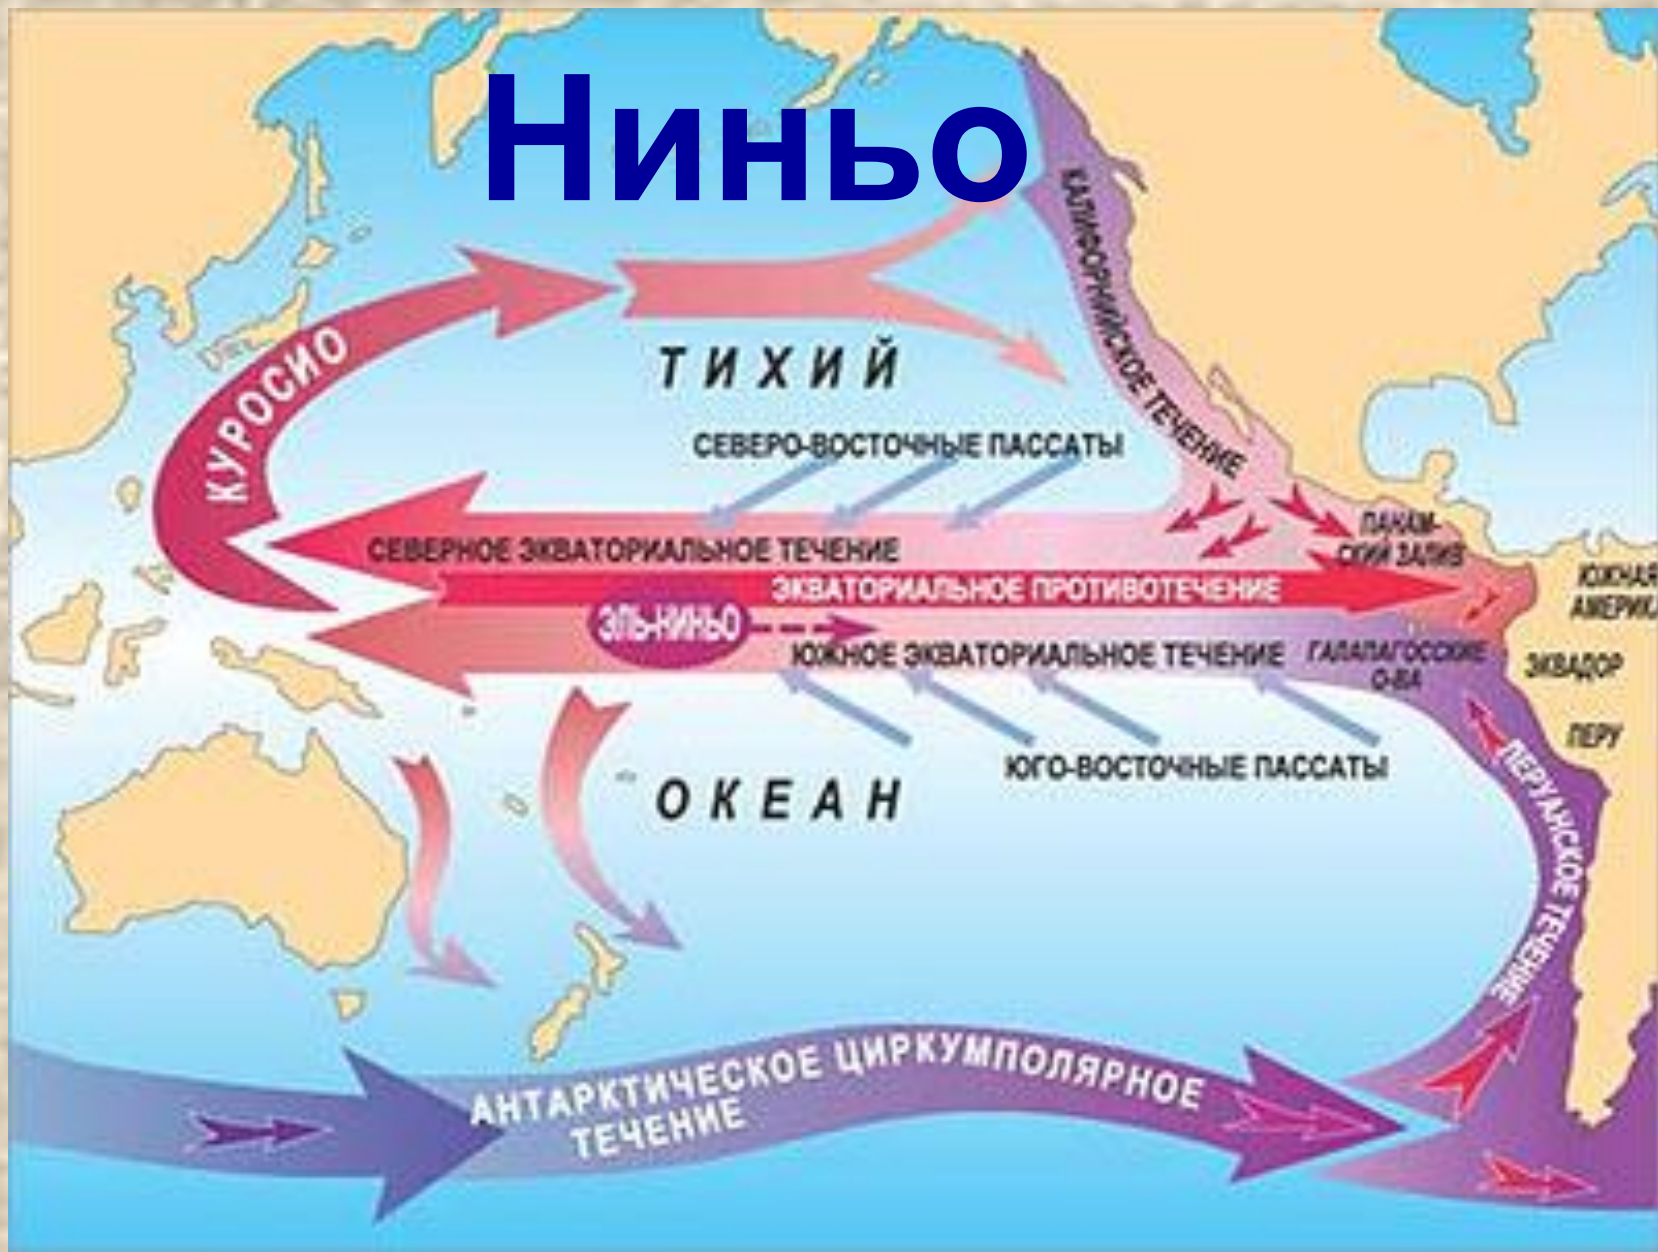 Ниньо
КАЛИФОРНИЙСКОЕ ТЕЧЕНИЕ
КУРОСИО
ТИХИЙ
СЕВЕРО-ВОСТОЧНЫЕ ПАССАТЫ
ПАНАМ-
СКИЙ ЗАЛИВ
СЕВЕРНОЕ ЭКВАТОРИАЛЬНОЕ ТЕЧЕНИЕ
ЭКВАТОРИАЛЬНОЕ ПРОТИВОТЕЧЕНИЕ
ЮЖНАЯ
АМЕРИКА
ЭЛЬ-НИНЬО
ЮЖНОЕ ЭКВАТОРИАЛЬНОЕ ТЕЧЕНИЕ
ГАЛАПАГОССКИЕ
О-ВА
ЭКВАДОР
ПЕРУ
ЮГО-ВОСТОЧНЫЕ ПАССАТЫ
ОКЕАН
ПЕРУАНСКОЕ ТЕЧЕНИЕ
АНТАРКТИЧЕСКОЕ ЦИРКУМПОЛЯРНОЕ
ТЕЧЕНИЕ